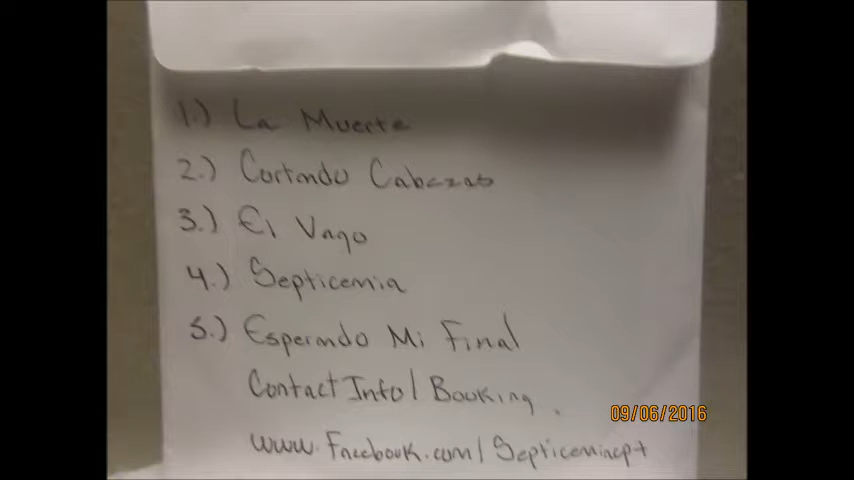 1.) La Muerte
2.) Cortando Cabezas
3.) El Vago
4.) Septicemia
5.) Esperando Mi Final
Contact Info/Booking.
09/06/2016
www.Facebook.com/Septicemiacpt